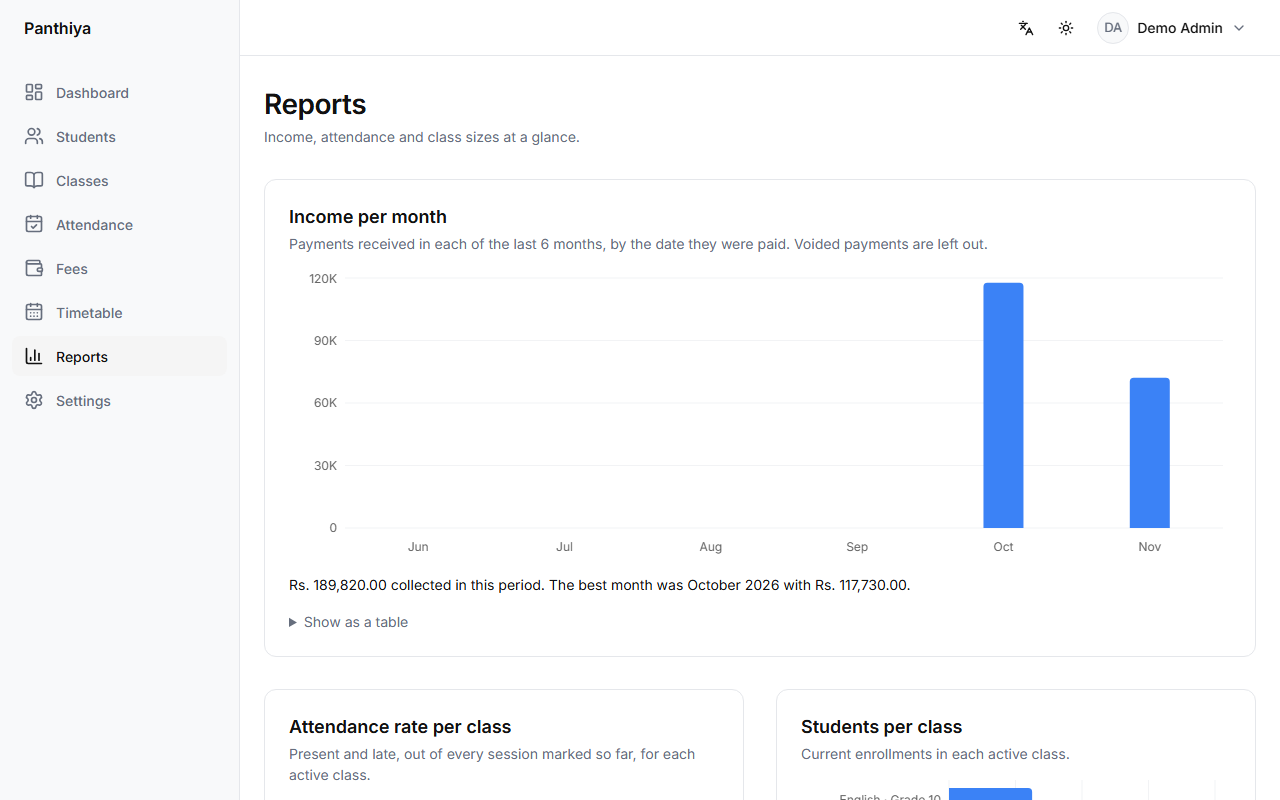 Panthiya
DA
Demo Admin
Dashboard
Students
Classes
Attendance
Fees
Timetable
Reports
Settings
Reports
Income, attendance and class sizes at a glance.
Income per month
Payments received in each of the last 6 months, by the date they were paid. Voided payments are left out.
120K
90K
60K
30K
0
Jun Jul Aug Sep Oct Nov
Rs. 189,820.00 collected in this period. The best month was October 2026 with Rs. 117,730.00.
Show as a table
Attendance rate per class
Present and late, out of every session marked so far, for each
active class.
Students per class
Current enrollments in each active class.
English · Grade 10